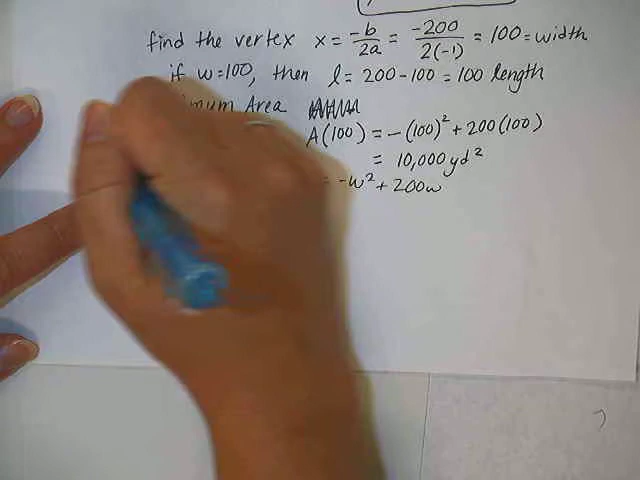 find the vertex x = -b/2a = -200/2(-1) = 100 = width
if w=100, then l = 200 - 100 = 100 length
Area
A(100) = -(100)² + 200(100)
= 10,000 yd²
= -w² + 200w